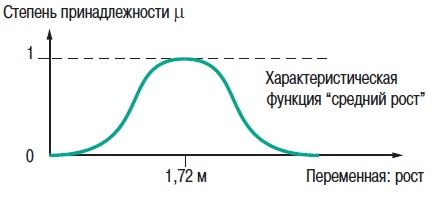 Степень принадлежности μ
1
Характеристическая
функция “средний рост”
0
1,72 м
Переменная: рост